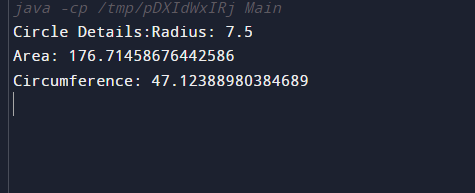 java -cp /tmp/pDXIdWxIRj Main
Circle Details:Radius: 7.5
Area: 176.71458676442586
Circumference: 47.12388980384689